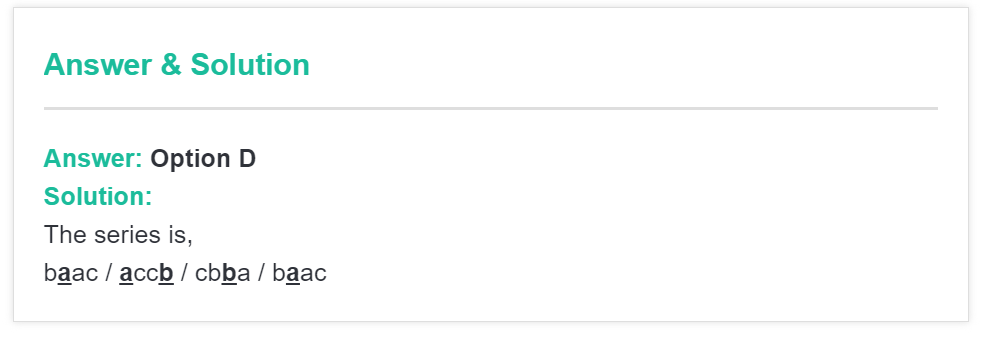 Answer & Solution
Answer: Option D
Solution:
The series is,
baac / accb / cbba / baac